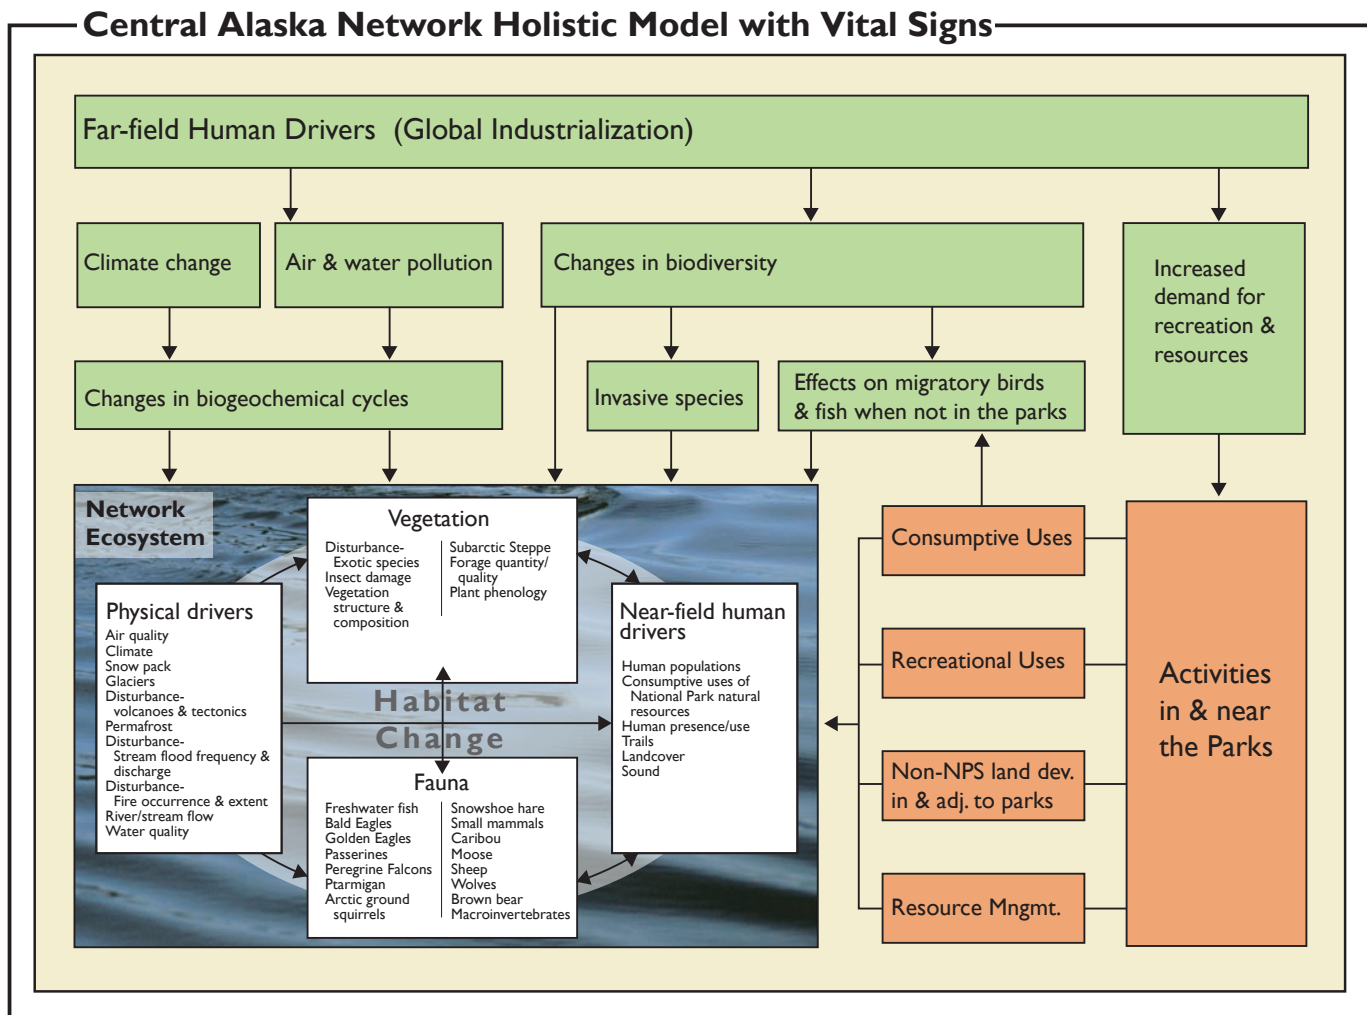 Central Alaska Network Holistic Model with Vital Signs
Far-field Human Drivers (Global Industrialization)
Climate change
Air & water pollution
Changes in biodiversity
Increased
demand for
recreation &
resources
Changes in biogeochemical cycles
Invasive species
Effects on migratory birds
& fish when not in the parks
Network
Ecosystem
Vegetation
Disturbance-
Exotic species
Insect damage
Vegetation
structure &
composition
Subarctic Steppe
Forage quantity/
quality
Plant phenology
Physical drivers
Air quality
Climate
Snow pack
Glaciers
Disturbance-
volcanoes & tectonics
Permafrost
Disturbance-
Stream flood frequency &
discharge
Disturbance-
Fire occurrence & extent
River/stream flow
Water quality
Habitat
Change
Near-field human
drivers
Human populations
Consumptive uses of
National Park natural
resources
Human presence/use
Trails
Landcover
Sound
Fauna
Freshwater fish
Bald Eagles
Golden Eagles
Passerines
Peregrine Falcons
Ptarmigan
Arctic ground
squirrels
Snowshoe hare
Small mammals
Caribou
Moose
Sheep
Wolves
Brown bear
Macroinvertebrates
Consumptive Uses
Recreational Uses
Non-NPS land dev.
in & adj. to parks
Resource Mngmt.
Activities
in & near
the Parks